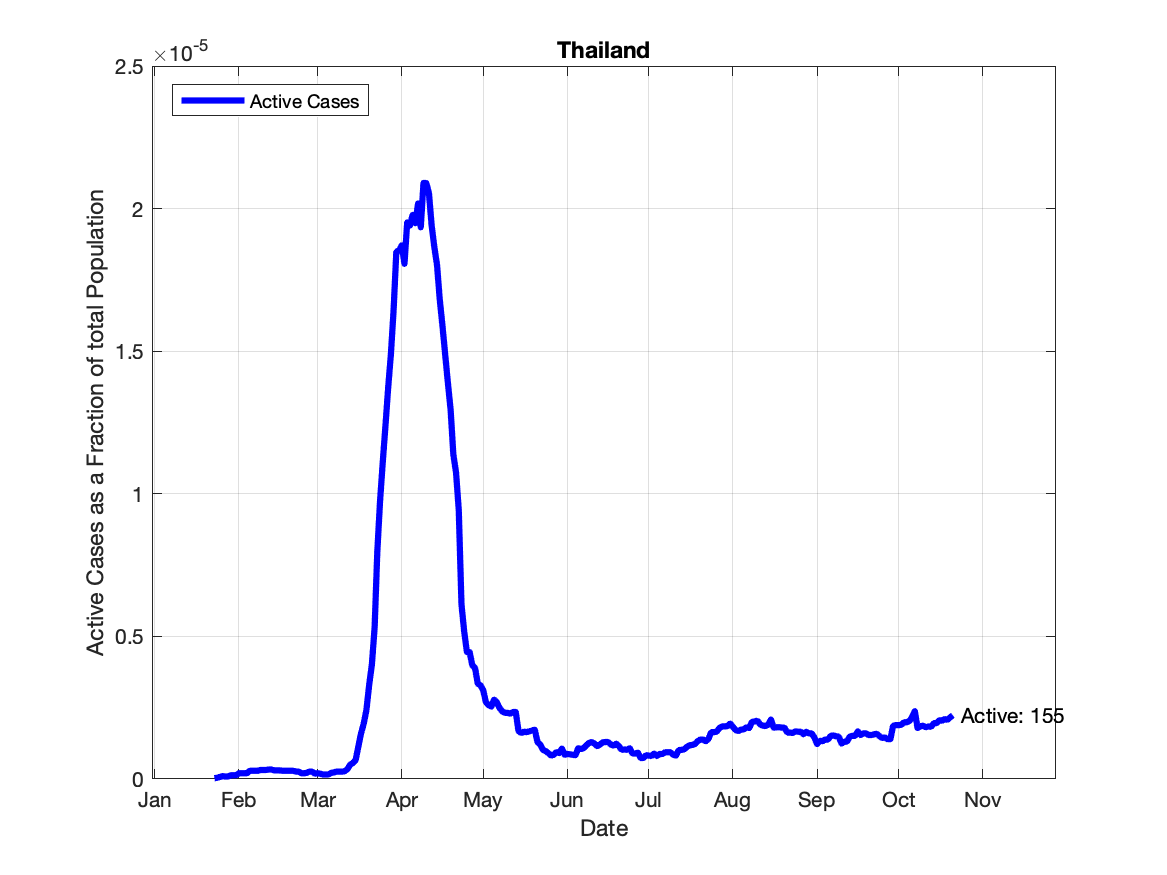 Thailand
×10-5
2.5
2
1.5
1
0.5
0
Active Cases as a Fraction of total Population
Active Cases
Active: 155
Jan Feb Mar Apr May Jun Jul Aug Sep Oct Nov
Date